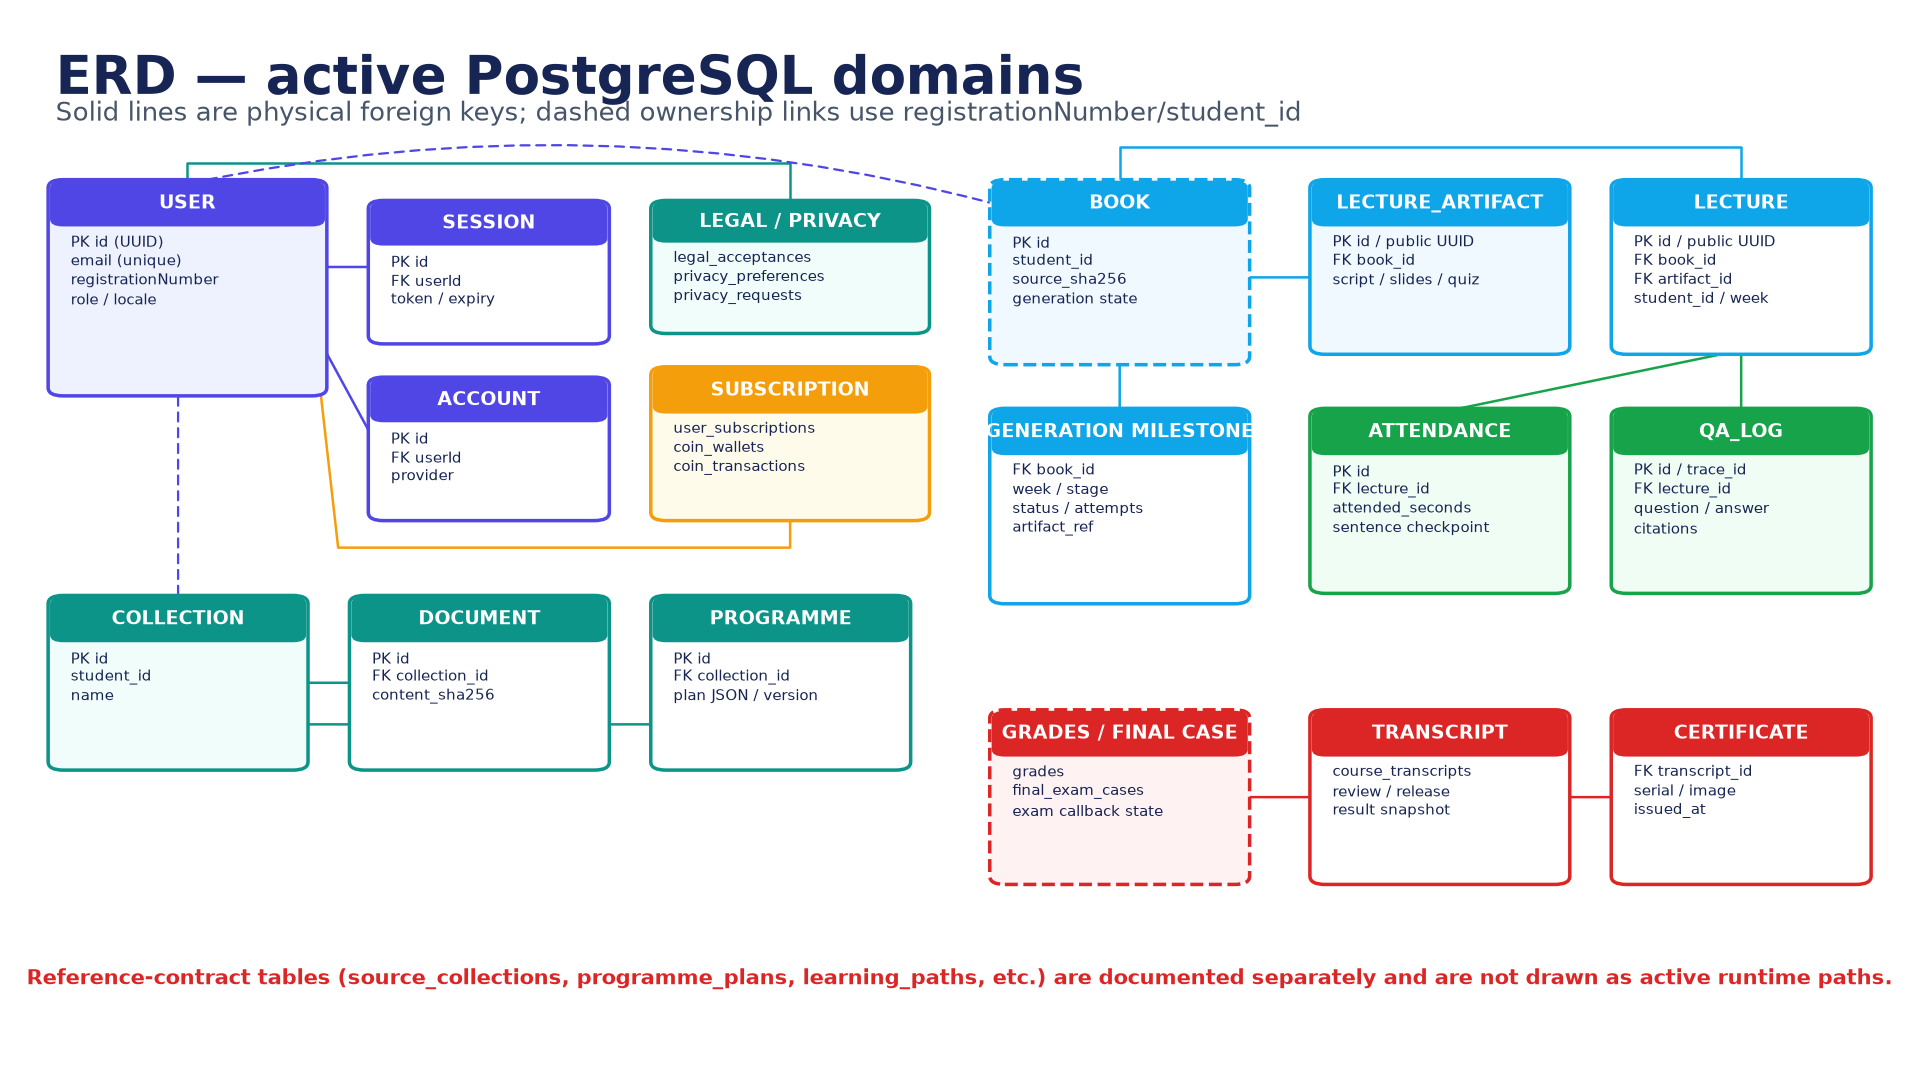 ERD — active PostgreSQL domains
Solid lines are physical foreign keys; dashed ownership links use registrationNumber/student_id
USER
PK id (UUID)
email (unique)
registrationNumber
role / locale
SESSION
PK id
FK userId
token / expiry
LEGAL / PRIVACY
legal_acceptances
privacy_preferences
privacy_requests
ACCOUNT
PK id
FK userId
provider
SUBSCRIPTION
user_subscriptions
coin_wallets
coin_transactions
BOOK
PK id
student_id
source_sha256
generation state
LECTURE_ARTIFACT
PK id / public UUID
FK book_id
script / slides / quiz
LECTURE
PK id / public UUID
FK book_id
FK artifact_id
student_id / week
GENERATION MILESTONE
FK book_id
week / stage
status / attempts
artifact_ref
ATTENDANCE
PK id
FK lecture_id
attended_seconds
sentence checkpoint
QA_LOG
PK id / trace_id
FK lecture_id
question / answer
citations
COLLECTION
PK id
student_id
name
DOCUMENT
PK id
FK collection_id
content_sha256
PROGRAMME
PK id
FK collection_id
plan JSON / version
GRADES / FINAL CASE
grades
final_exam_cases
exam callback state
TRANSCRIPT
course_transcripts
review / release
result snapshot
CERTIFICATE
FK transcript_id
serial / image
issued_at
Reference-contract tables (source_collections, programme_plans, learning_paths, etc.) are documented separately and are not drawn as active runtime paths.